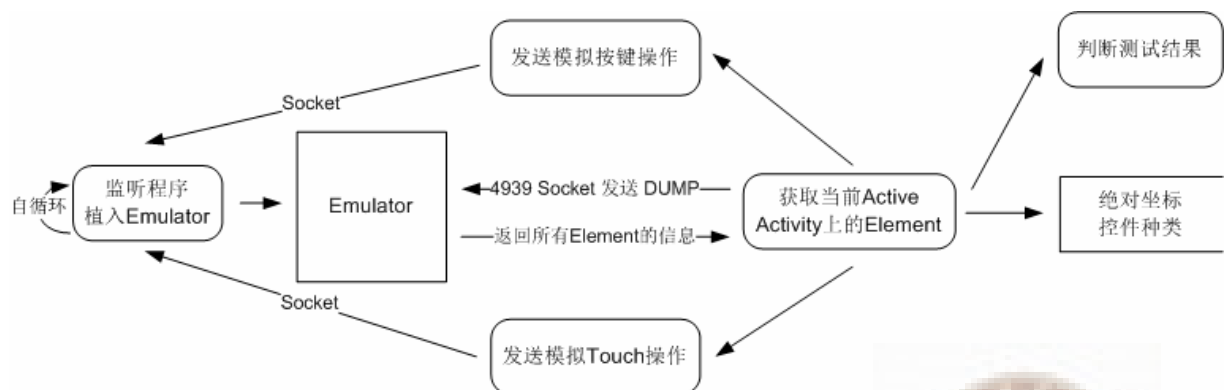 发送模拟按键操作
判断测试结果
Socket
监听程序
植入Emulator
自循环
Emulator
4939 Socket 发送 DUMP
返回所有Element的信息
获取当前Active
Activity上的Element
绝对坐标
控件种类
Socket
发送模拟Touch操作